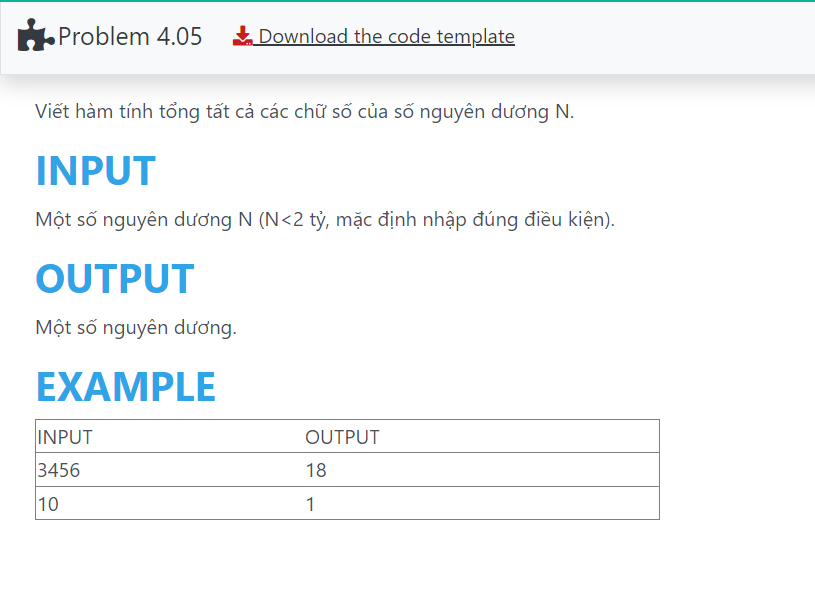 Problem 4.05 Download the code template
Viết hàm tính tổng tất cả các chữ số của số nguyên dương N.
INPUT
Một số nguyên dương N (N<2 tỷ, mặc định nhập đúng điều kiện).
OUTPUT
Một số nguyên dương.
EXAMPLE
INPUT OUTPUT
3456 18
10 1